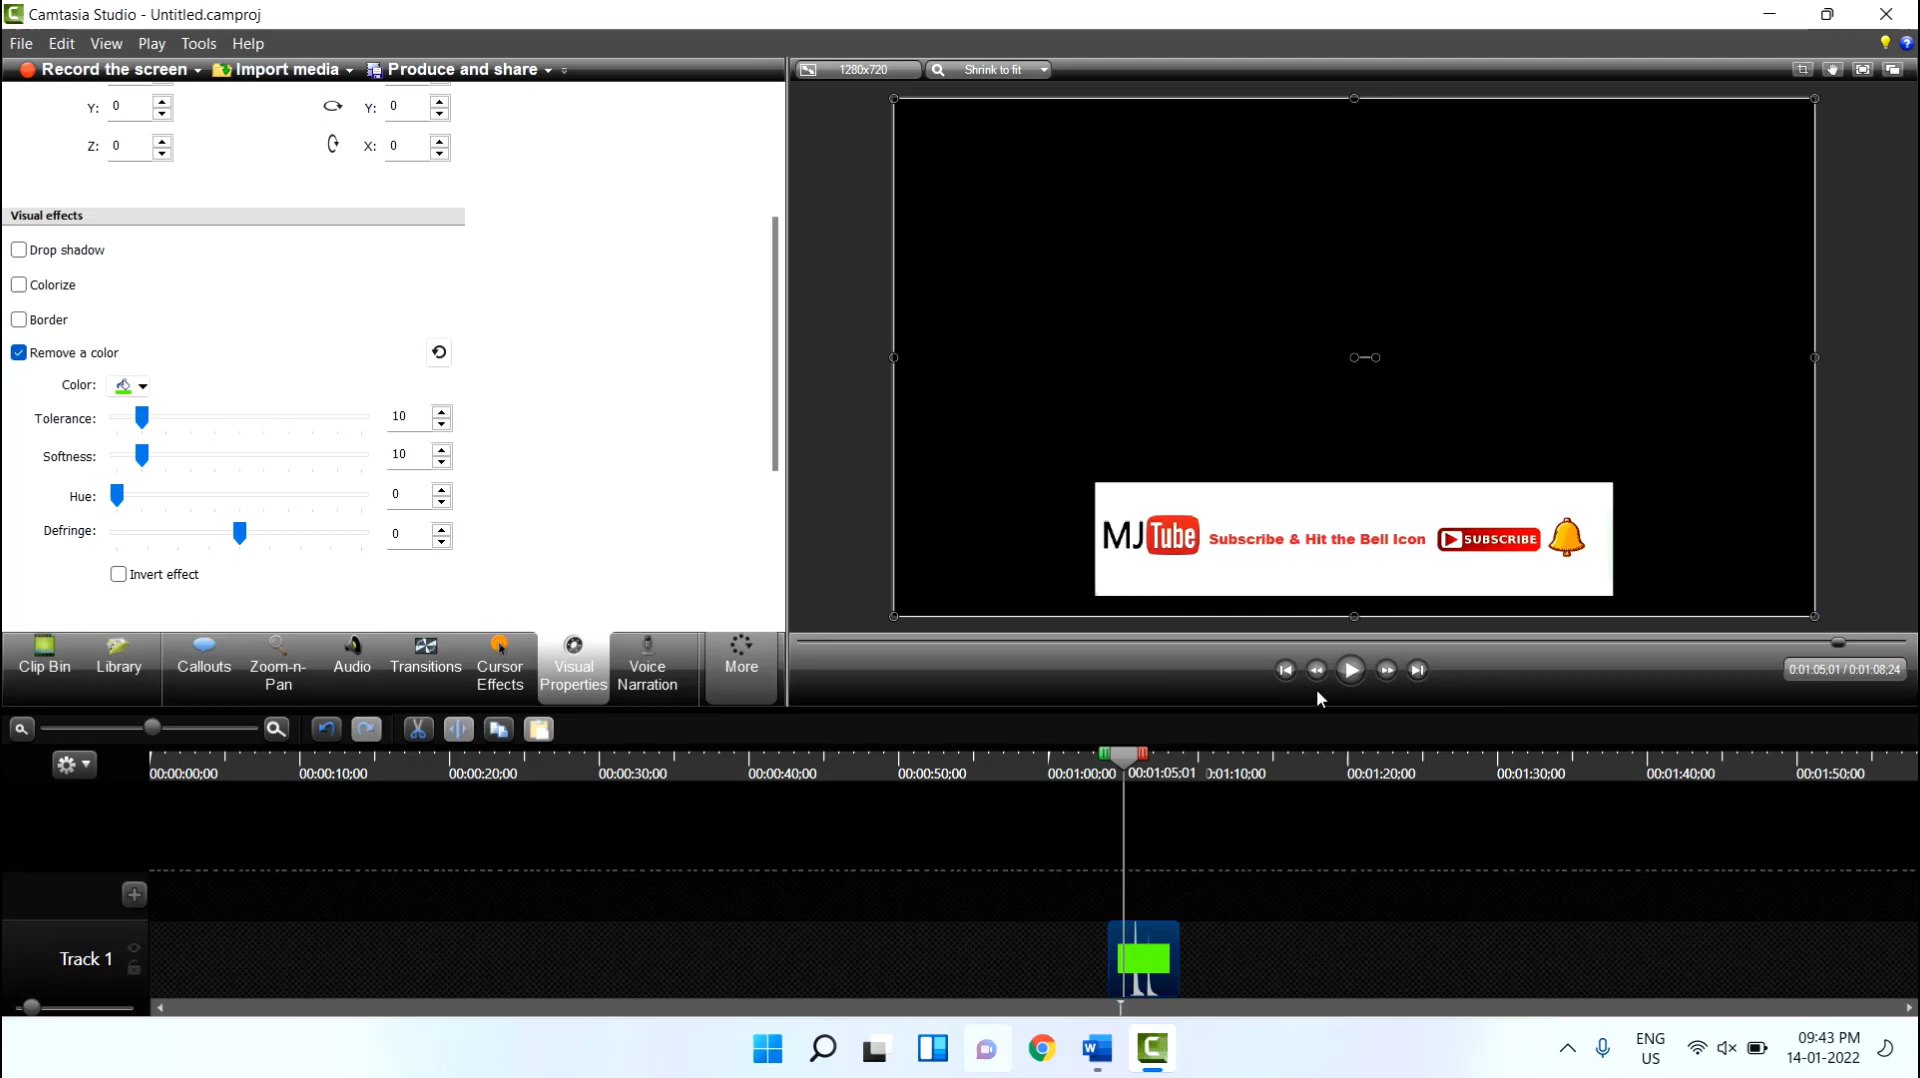 Camtasia Studio - Untitled.camproj
File Edit View Play Tools Help
Record the screen Import media Produce and share
1280x720 Shrink to fit
Y: 0 Y: 0
Z: 0 X: 0
Visual effects
Drop shadow
Colorize
Border
Remove a color
Color:
Tolerance: 10
Softness: 10
Hue: 0
Defringe: 0
Invert effect
MJ Tube Subscribe & Hit the Bell Icon SUBSCRIBE
Clip Bin Library Callouts Zoom-n-Pan Audio Transitions Cursor Effects Visual Properties Voice Narration More
0:01:05;01 / 0:01:08;24
00:00:00;00 00:00:10;00 00:00:20;00 00:00:30;00 00:00:40;00 00:00:50;00 00:01:00;00 00:01:05;01 0:01:10;00 00:01:20;00 00:01:30;00 00:01:40;00 00:01:50;00
Track 1
ENG
US
09:43 PM
14-01-2022